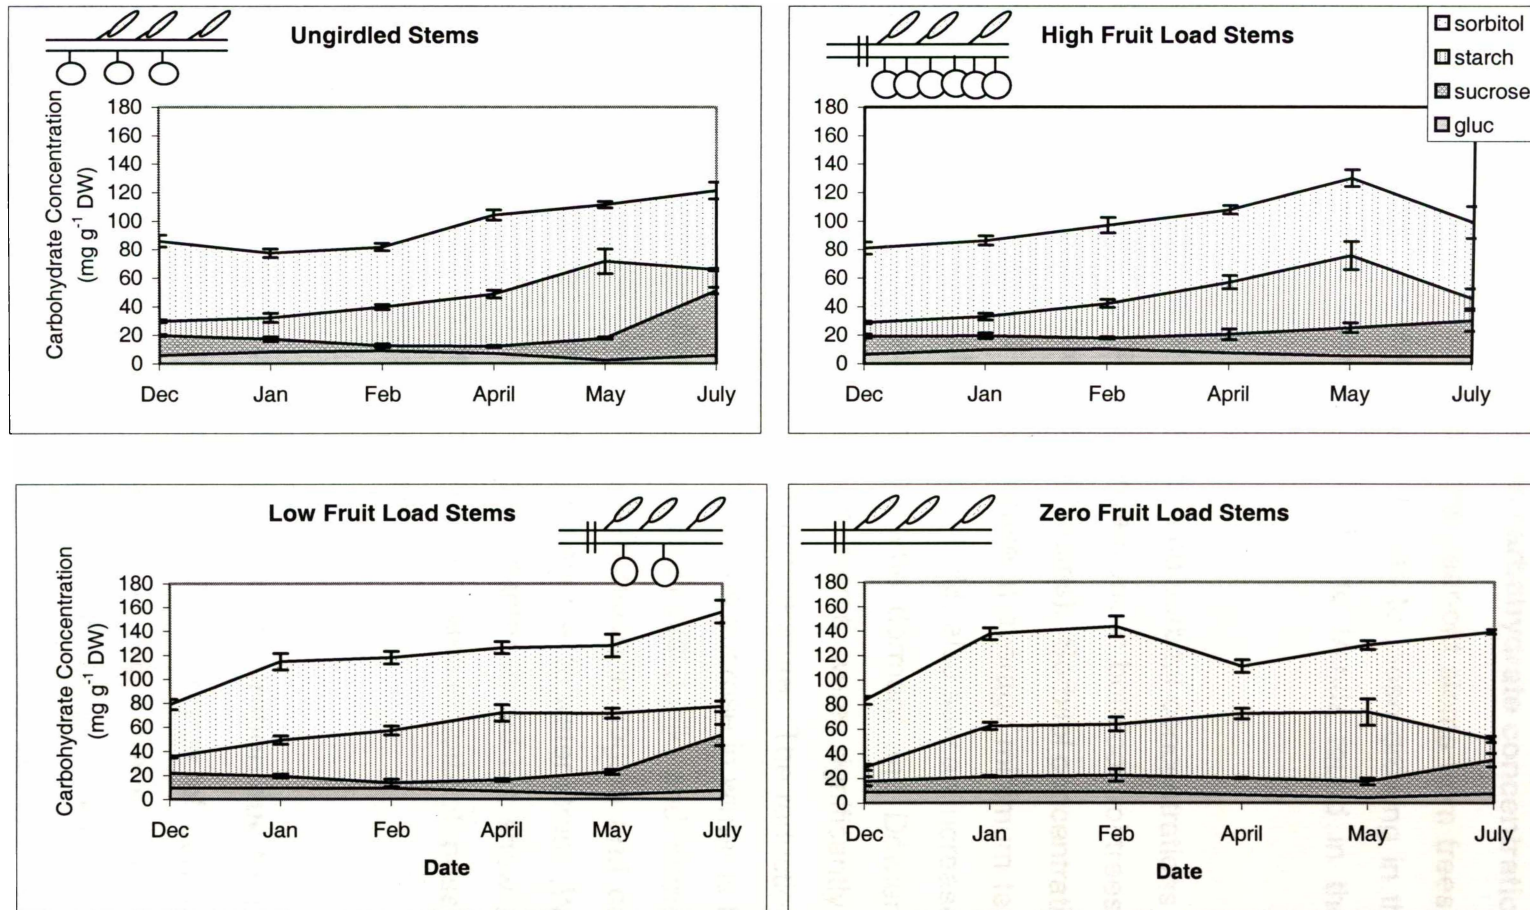 Ungirdled Stems
Carbohydrate Concentration
(mg g⁻¹ DW)
180
160
140
120
100
80
60
40
20
0
Dec Jan Feb April May July
High Fruit Load Stems
sorbitol
starch
sucrose
gluc
180
160
140
120
100
80
60
40
20
0
Dec Jan Feb April May July
Low Fruit Load Stems
Carbohydrate Concentration
(mg g⁻¹ DW)
180
160
140
120
100
80
60
40
20
0
Dec Jan Feb April May July
Date
Zero Fruit Load Stems
180
160
140
120
100
80
60
40
20
0
Dec Jan Feb April May July
Date